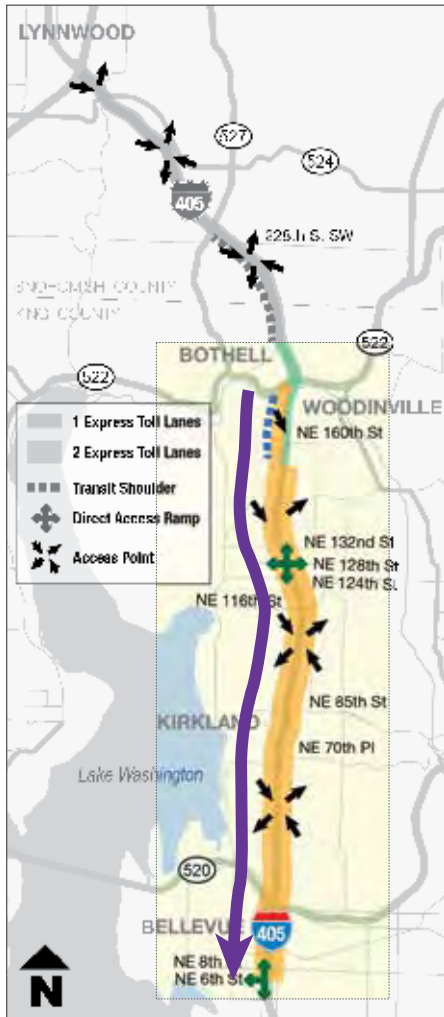 LYNNWOOD
527
524
405
228th St SW
SNOHOMISH COUNTY
KING COUNTY
BOTHELL
522
522
WOODINVILLE
1 Express Toll Lanes
2 Express Toll Lanes
Transit Shoulder
Direct Access Ramp
Access Point
NE 160th St
NE 132nd St
NE 128th St
NE 124th St
NE 116th St
NE 85th St
KIRKLAND
NE 70th Pl
Lake Washington
520
BELLEVUE
405
NE 8th
NE 6th St
N